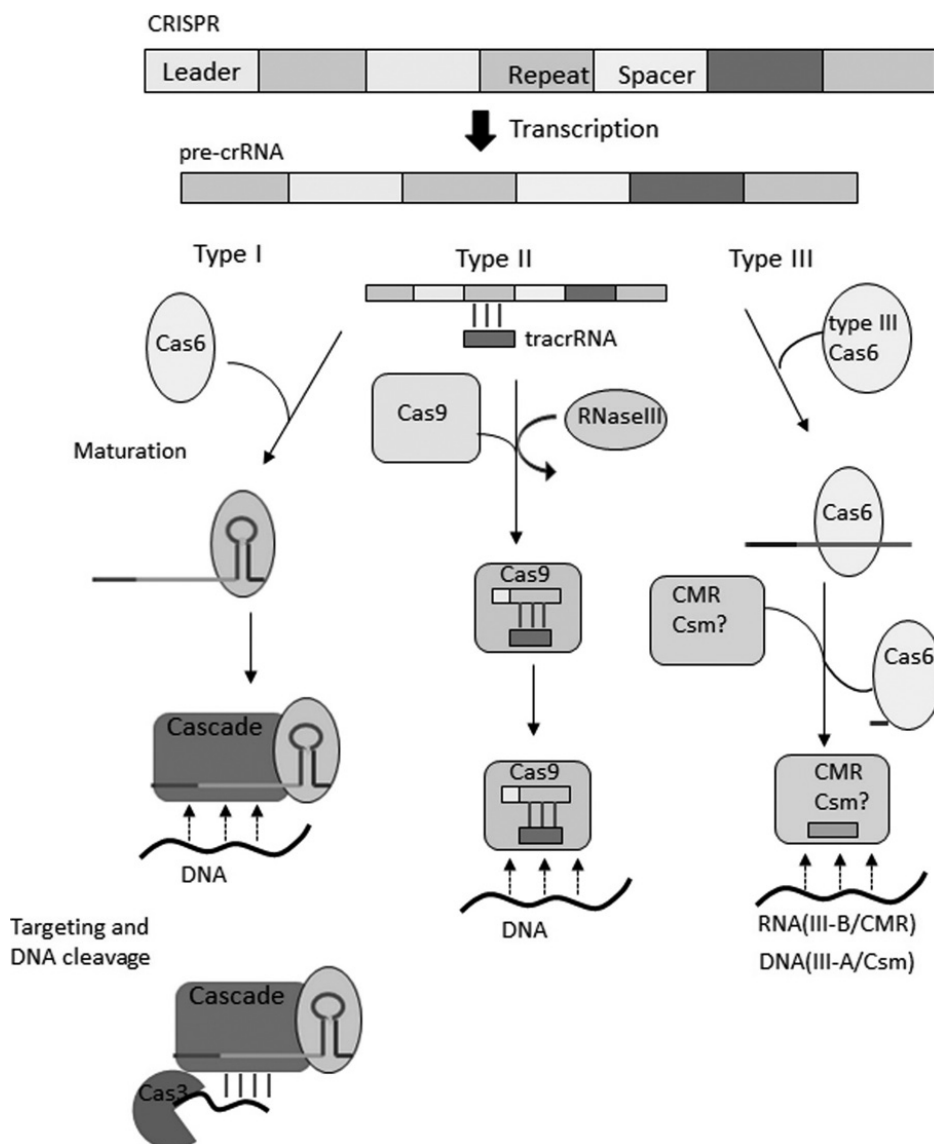 CRISPR
Leader
Repeat
Spacer
Transcription
pre-crRNA
Type I
Type II
Type III
Cas6
tracrRNA
type III
Cas6
Cas9
RNaseIII
Maturation
Cas6
Cas9
CMR
Csm?
Cas6
Cascade
Cas9
CMR
Csm?
DNA
DNA
RNA(III-B/CMR)
DNA(III-A/Csm)
Targeting and
DNA cleavage
Cascade
Cas3